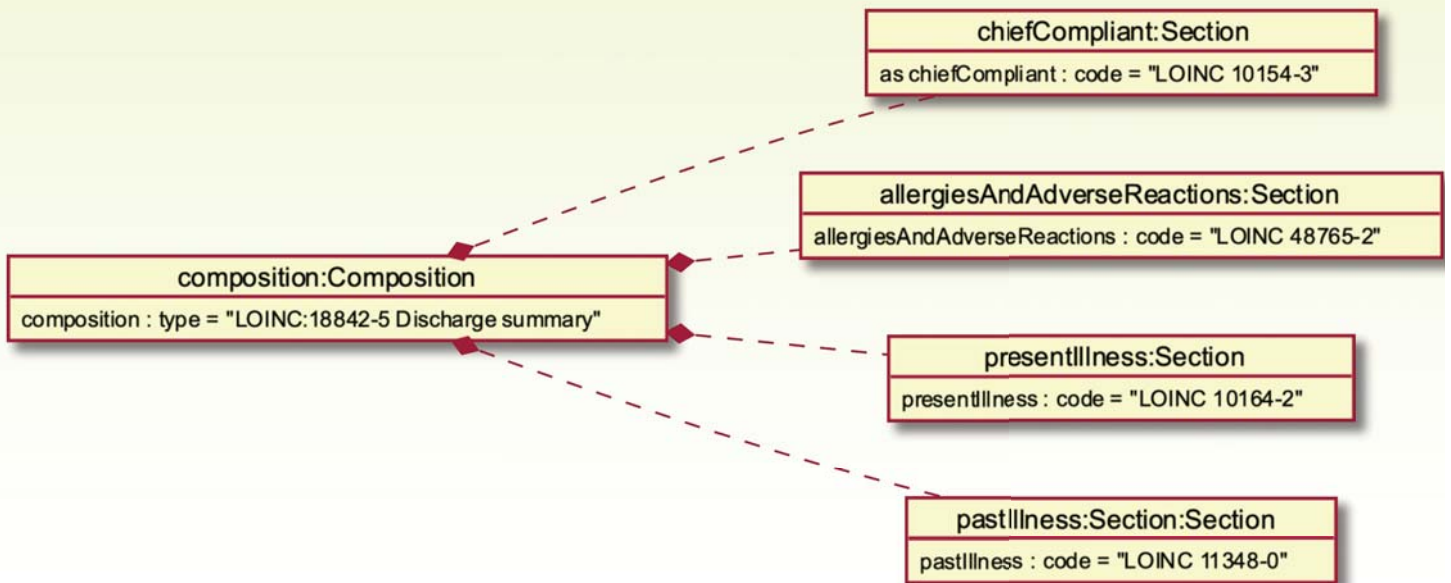 chiefCompliant:Section
as chiefCompliant : code = "LOINC 10154-3"
allergiesAndAdverseReactions:Section
allergiesAndAdverseReactions : code = "LOINC 48765-2"
composition:Composition
composition : type = "LOINC:18842-5 Discharge summary"
presentIllness:Section
presentIllness : code = "LOINC 10164-2"
pastIllness:Section:Section
pastIllness : code = "LOINC 11348-0"